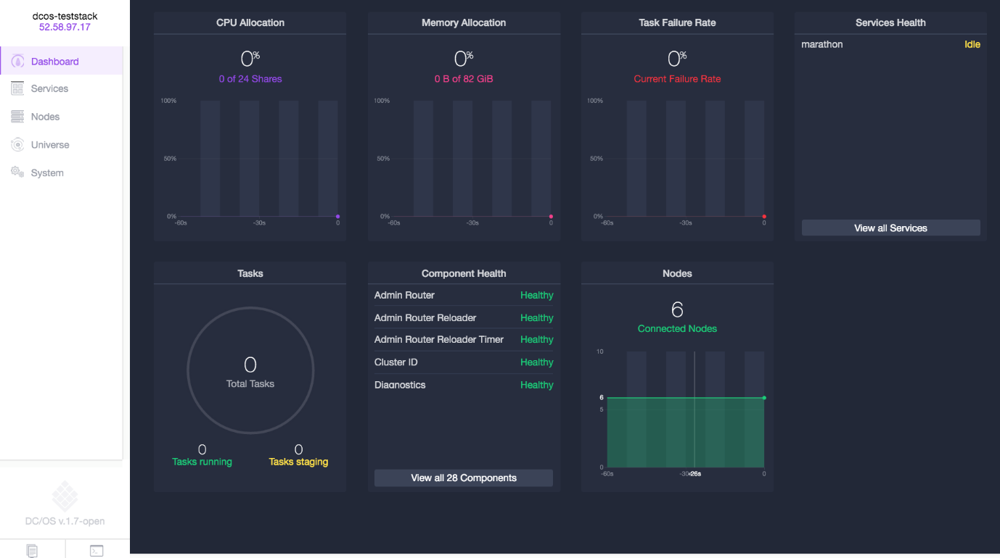 dcos-teststack
52.58.97.17
Dashboard
Services
Nodes
Universe
System
DC/OS v.1.7-open
CPU Allocation
0%
0 of 24 Shares
100%
50%
0%
-60s -30s 0
Memory Allocation
0%
0 B of 82 GiB
100%
50%
0%
-60s -30s 0
Task Failure Rate
0%
Current Failure Rate
100%
50%
0%
-60s -30s 0
Services Health
marathon Idle
View all Services
Tasks
0
Total Tasks
0 0
Tasks running Tasks staging
Component Health
Admin Router Healthy
Admin Router Reloader Healthy
Admin Router Reloader Timer Healthy
Cluster ID Healthy
Diagnostics Healthy
View all 28 Components
Nodes
6
Connected Nodes
10
6
5
0
-60s -30s -26s 0